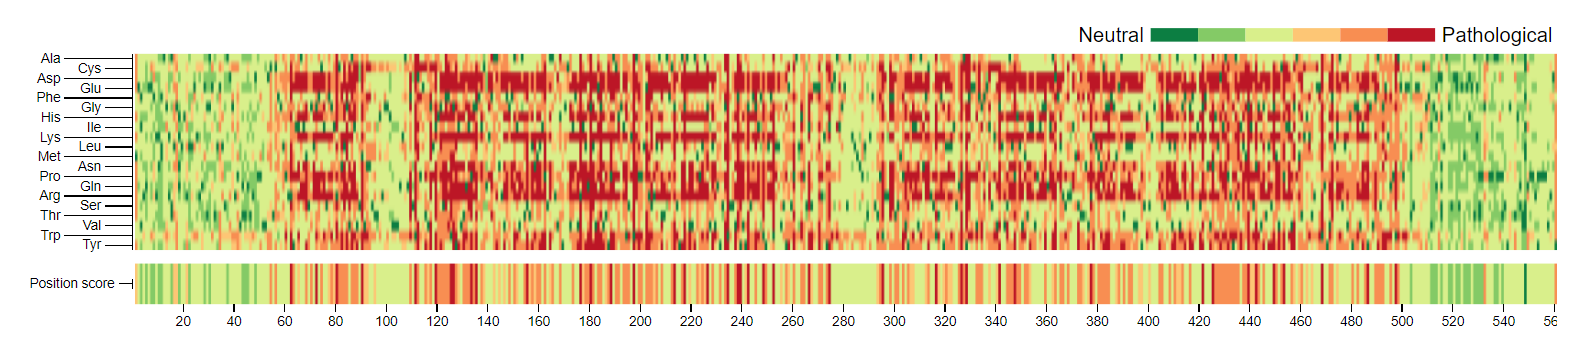 Neutral Pathological
Ala
Cys
Asp
Glu
Phe
Gly
His
Ile
Lys
Leu
Met
Asn
Pro
Gln
Arg
Ser
Thr
Val
Trp
Tyr
Position score
20 40 60 80 100 120 140 160 180 200 220 240 260 280 300 320 340 360 380 400 420 440 460 480 500 520 540 56